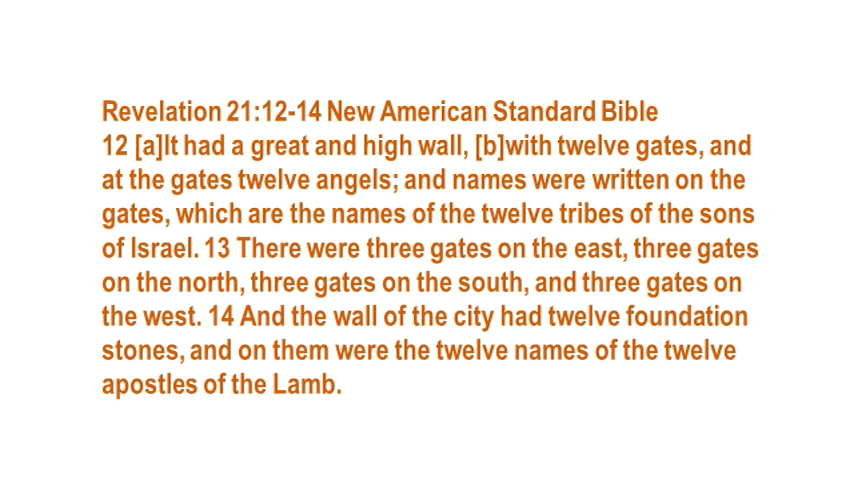 Revelation 21:12-14 New American Standard Bible
12 [a]It had a great and high wall, [b]with twelve gates, and
at the gates twelve angels; and names were written on the
gates, which are the names of the twelve tribes of the sons
of Israel. 13 There were three gates on the east, three gates
on the north, three gates on the south, and three gates on
the west. 14 And the wall of the city had twelve foundation
stones, and on them were the twelve names of the twelve
apostles of the Lamb.